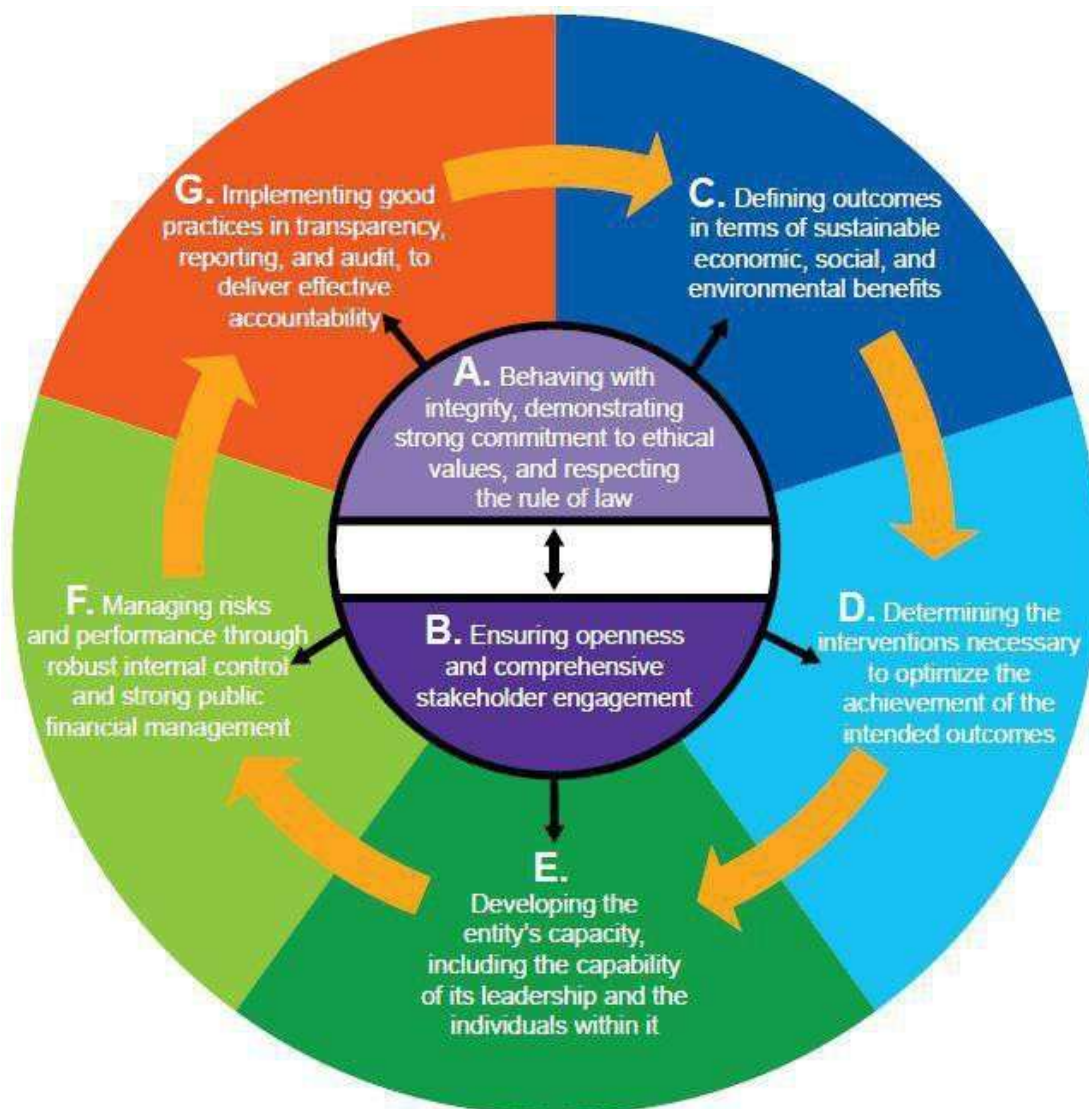 A. Behaving with
integrity, demonstrating
strong commitment to ethical
values, and respecting
the rule of law
B. Ensuring openness
and comprehensive
stakeholder engagement
C. Defining outcomes
in terms of sustainable
economic, social, and
environmental benefits
D. Determining the
interventions necessary
to optimize the
achievement of the
intended outcomes
E.
Developing the
entity's capacity,
including the capability
of its leadership and the
individuals within it
F. Managing risks
and performance through
robust internal control
and strong public
financial management
G. Implementing good
practices in transparency,
reporting, and audit, to
deliver effective
accountability